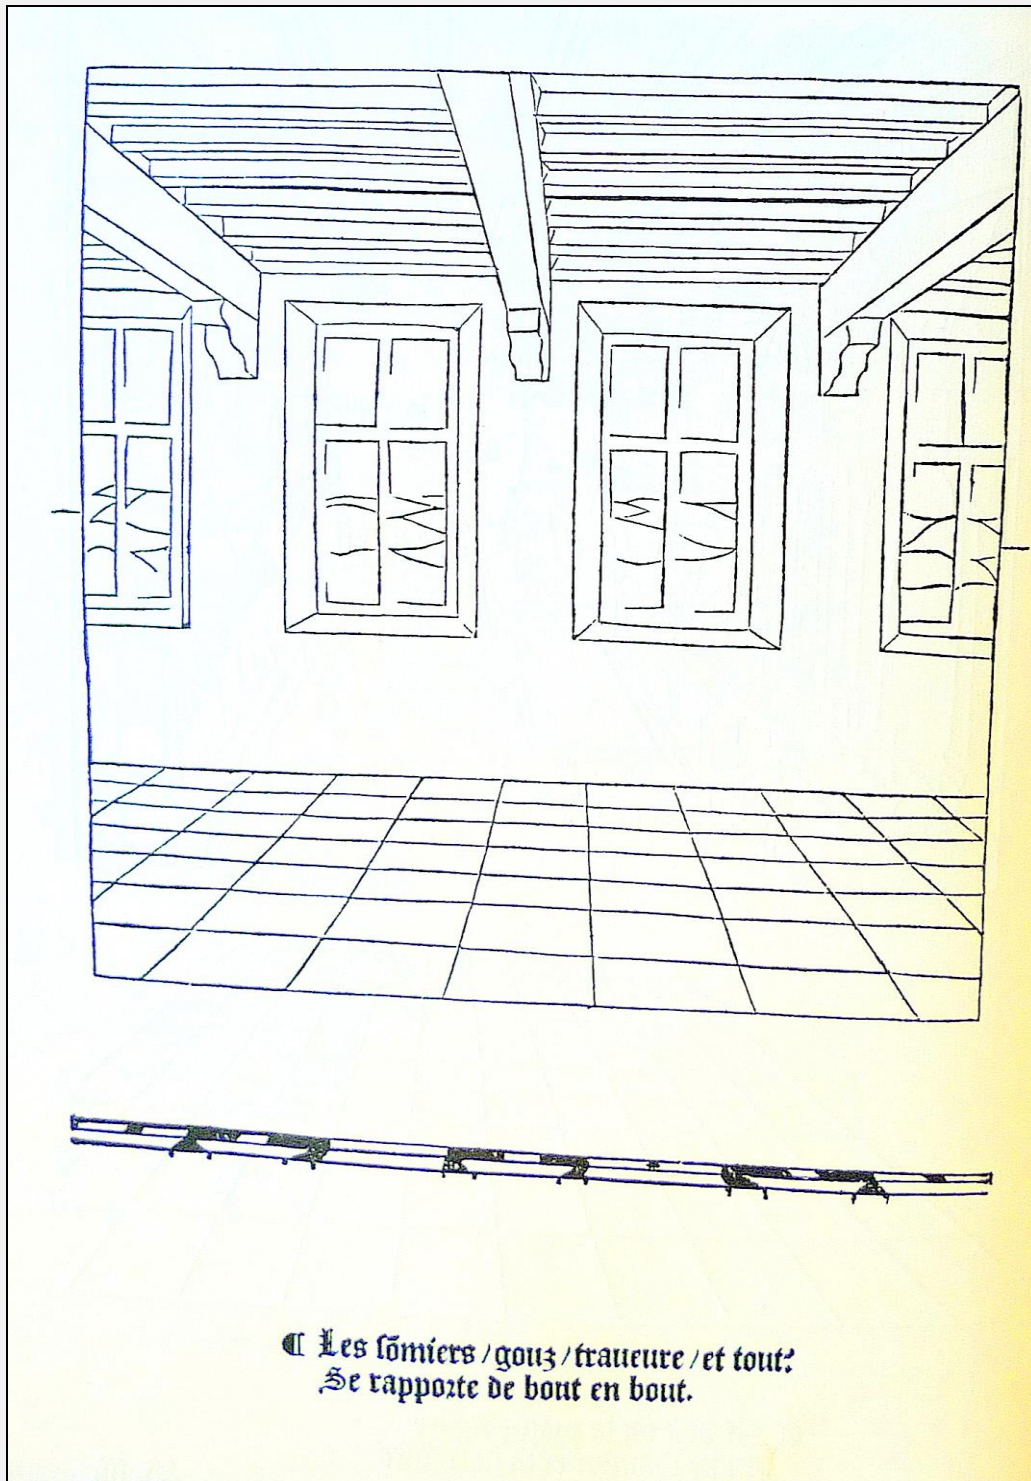 ¶ Les sõmiers / gouz / traueure / et tout:
Se rapporte de bout en bout.